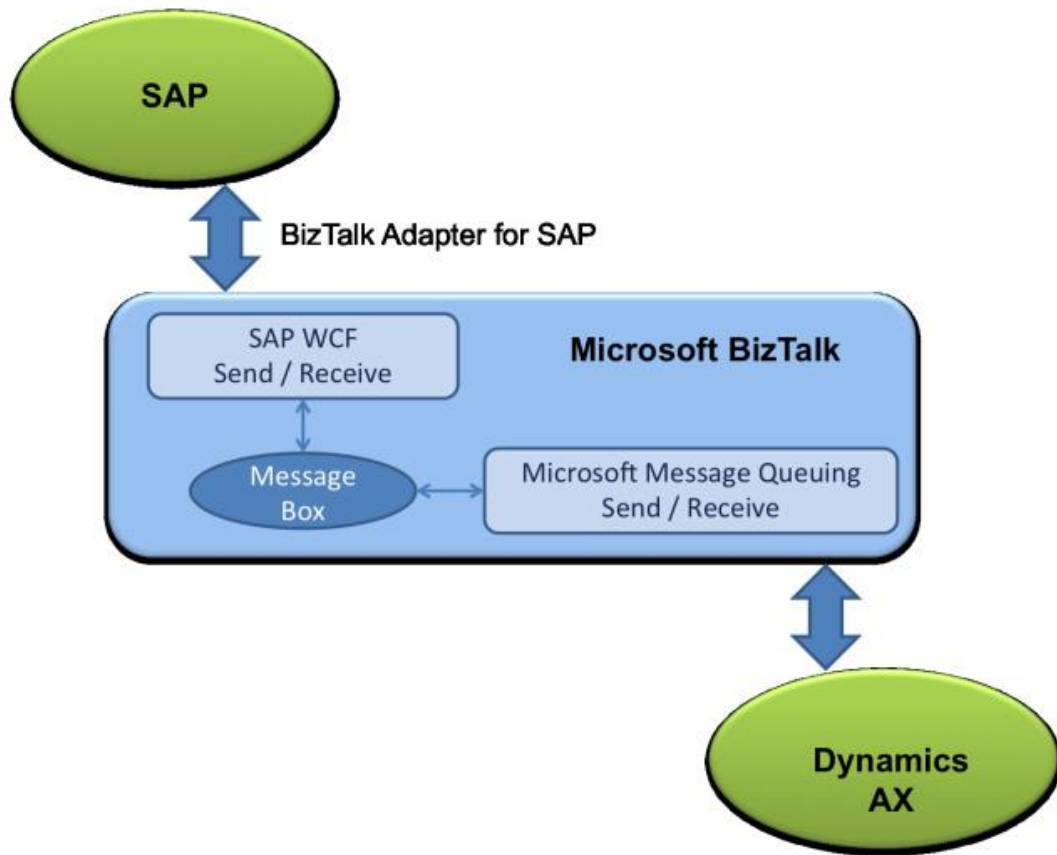 SAP
BizTalk Adapter for SAP
SAP WCF
Send / Receive
Microsoft BizTalk
Message
Box
Microsoft Message Queuing
Send / Receive
Dynamics
AX